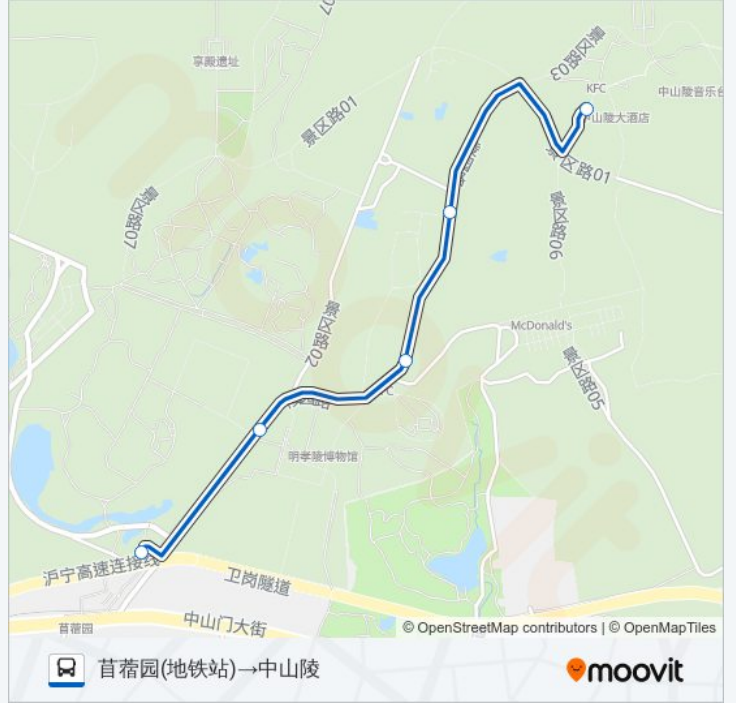 07
景区路03
享殿遗址
KFC
中山陵音乐台
景区路01
中山陵大酒店
景区路01
景区路07
景区路06
景区路02
McDonald's
景区路05
明孝陵博物馆
沪宁高速连接线
卫岗隧道
中山门大街
苜蓿园
© OpenStreetMap contributors | © OpenMapTiles
苜蓿园(地铁站)→中山陵
moovit